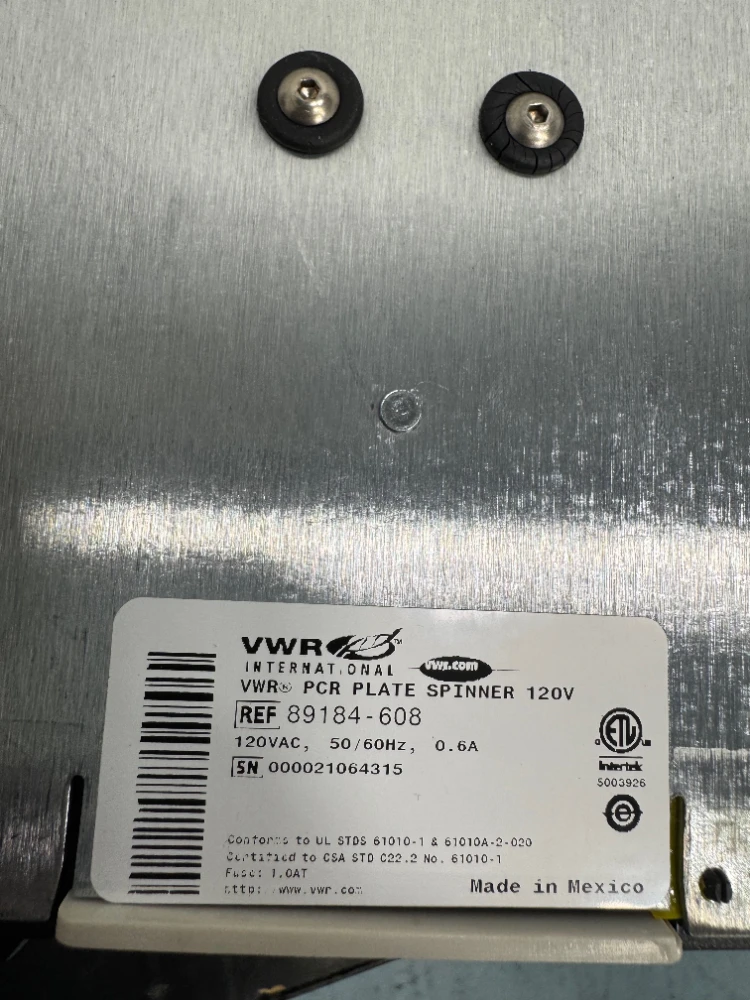 VWR™
INTERNATIONAL
vwr.com
VWR® PCR PLATE SPINNER 120V
REF 89184-608
120VAC, 50/60Hz, 0.6A
SN 000021064315
ETL
Intertek
5003926
Conforms to UL STDS 61010-1 & 61010A-2-020
Certified to CSA STD C22.2 No. 61010-1
Fuse: 1.0AT
http: www.vwr.com
Made in Mexico